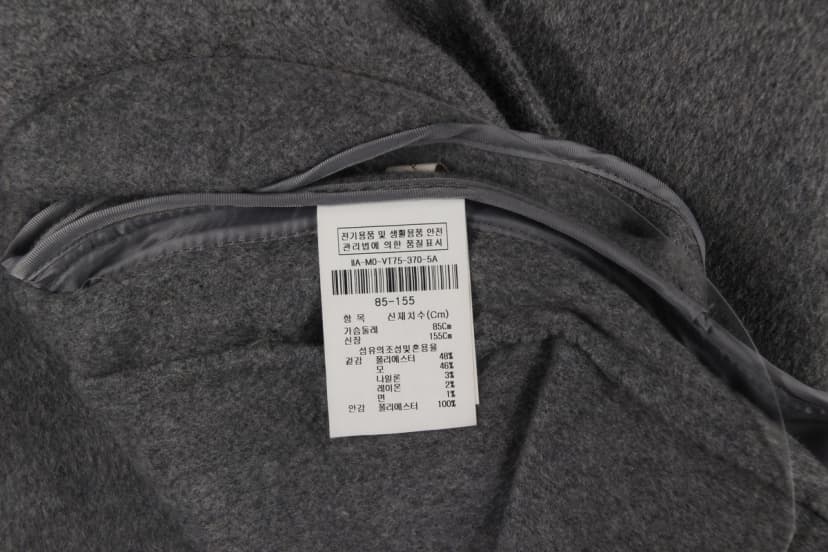 전기용품 및 생활용품 안전
관리법에 의한 품질표시
IIA-MO-VT75-370-5A
85-155
항 목 신체치수(Cm)
가슴둘레 85Cm
신장 155Cm
섬유의조성및혼용율
겉감 폴리에스터 48%
모 46%
나일론 3%
레이온 2%
면 1%
안감 폴리에스터 100%